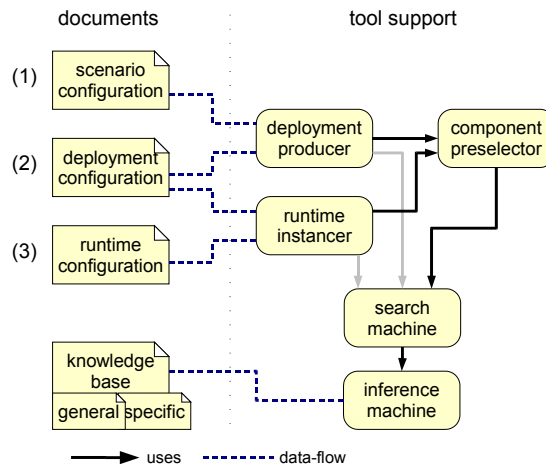 documents
tool support
(1)
scenario
configuration
(2)
deployment
configuration
(3)
runtime
configuration
deployment
producer
component
preselector
runtime
instancer
search
machine
knowledge
base
general
specific
inference
machine
uses
data-flow